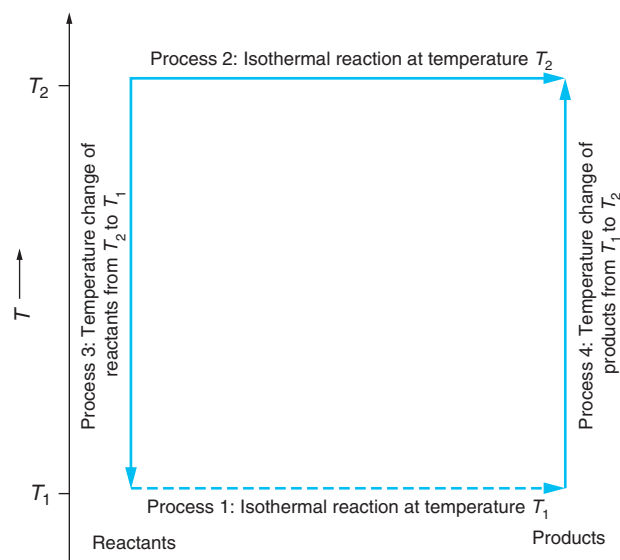 Process 2: Isothermal reaction at temperature T2
T2
Process 3: Temperature change of
reactants from T2 to T1
Process 4: Temperature change of
products from T1 to T2
T
T1
Process 1: Isothermal reaction at temperature T1
Reactants
Products